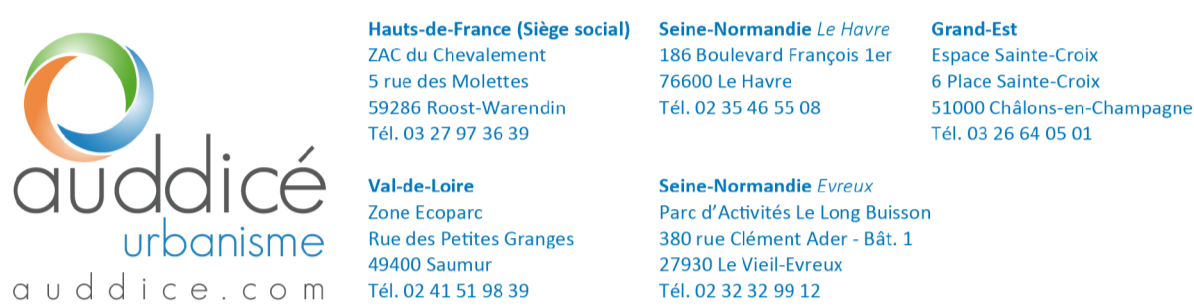 auddicé
urbanisme
auddice.com
Hauts-de-France (Siège social)
ZAC du Chevalement
5 rue des Molettes
59286 Roost-Warendin
Tél. 03 27 97 36 39
Seine-Normandie Le Havre
186 Boulevard François 1er
76600 Le Havre
Tél. 02 35 46 55 08
Grand-Est
Espace Sainte-Croix
6 Place Sainte-Croix
51000 Châlons-en-Champagne
Tél. 03 26 64 05 01
Val-de-Loire
Zone Ecoparc
Rue des Petites Granges
49400 Saumur
Tél. 02 41 51 98 39
Seine-Normandie Evreux
Parc d’Activités Le Long Buisson
380 rue Clément Ader - Bât. 1
27930 Le Vieil-Evreux
Tél. 02 32 32 99 12